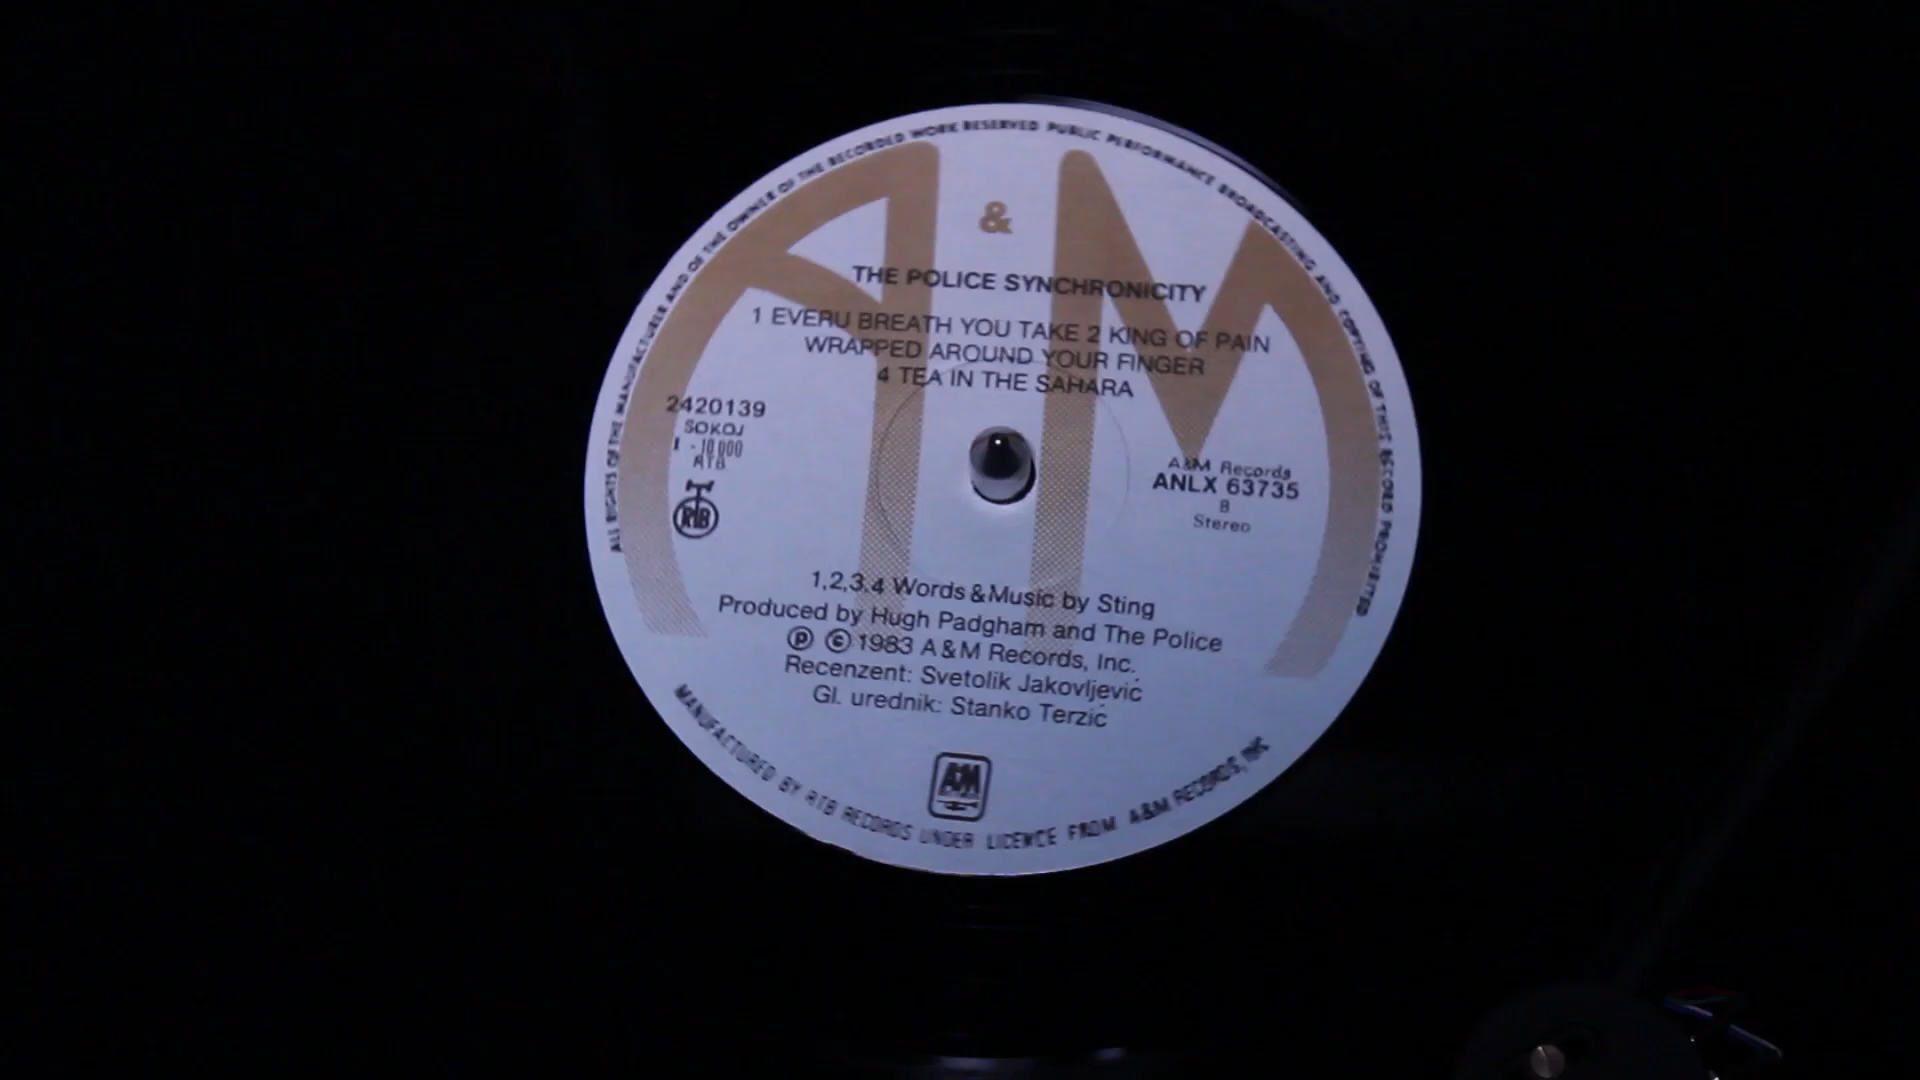 ALL RIGHTS OF THE MANUFACTURER AND OF THE OWNER OF THE RECORDED WORK RESERVED PUBLIC PERFORMANCE BROADCASTING AND COPYING OF THIS RECORD PROHIBITED
A & M
THE POLICE SYNCHRONICITY
1 EVERU BREATH YOU TAKE 2 KING OF PAIN
WRAPPED AROUND YOUR FINGER
4 TEA IN THE SAHARA
2420139
SOKOJ
I - 10000
RTB
RTB
A&M Records
ANLX 63735
B
Stereo
1,2,3.4 Words & Music by Sting
Produced by Hugh Padgham and The Police
Ⓟ © 1983 A & M Records, Inc.
Recenzent: Svetolik Jakovljević
Gl. urednik: Stanko Terzić
A&M
MANUFACTURED BY RTB RECORDS UNDER LICENCE FROM A&M RECORDS, INC